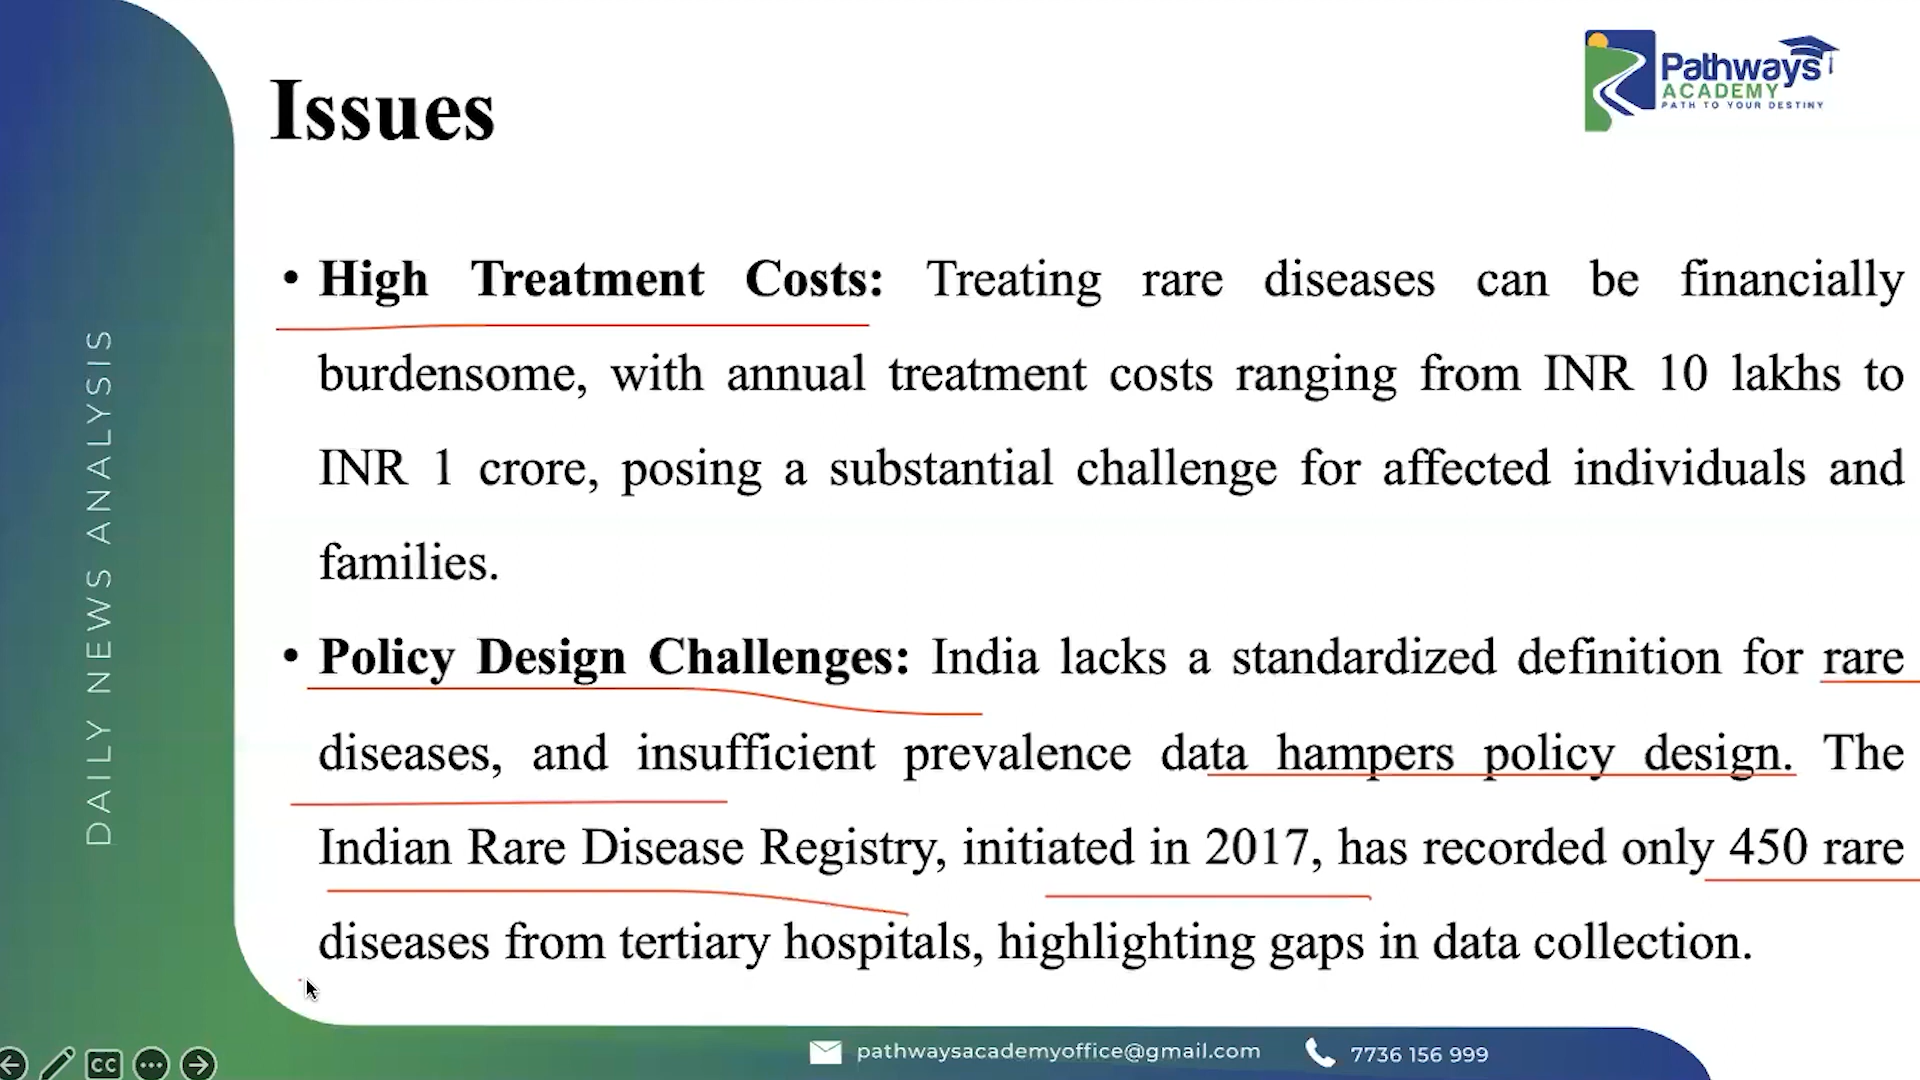 Issues
Pathways
ACADEMY
PATH TO YOUR DESTINY
• High Treatment Costs: Treating rare diseases can be financially
burdensome, with annual treatment costs ranging from INR 10 lakhs to
INR 1 crore, posing a substantial challenge for affected individuals and
families.
• Policy Design Challenges: India lacks a standardized definition for rare
diseases, and insufficient prevalence data hampers policy design. The
Indian Rare Disease Registry, initiated in 2017, has recorded only 450 rare
diseases from tertiary hospitals, highlighting gaps in data collection.
DAILY NEWS ANALYSIS
pathwaysacademyoffice@gmail.com
7736 156 999
CC